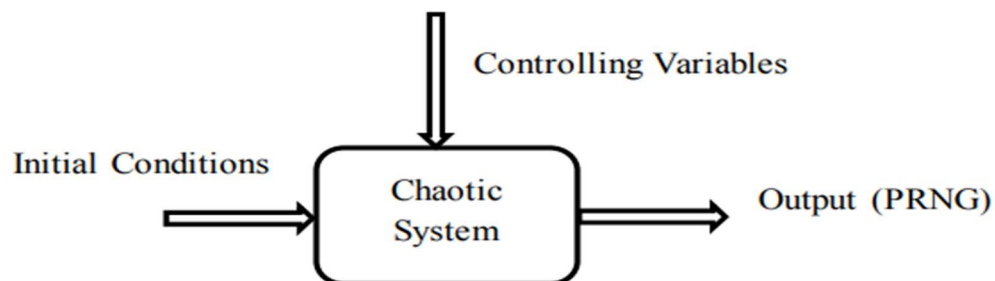 Controlling Variables
Initial Conditions
Chaotic
System
Output (PRNG)